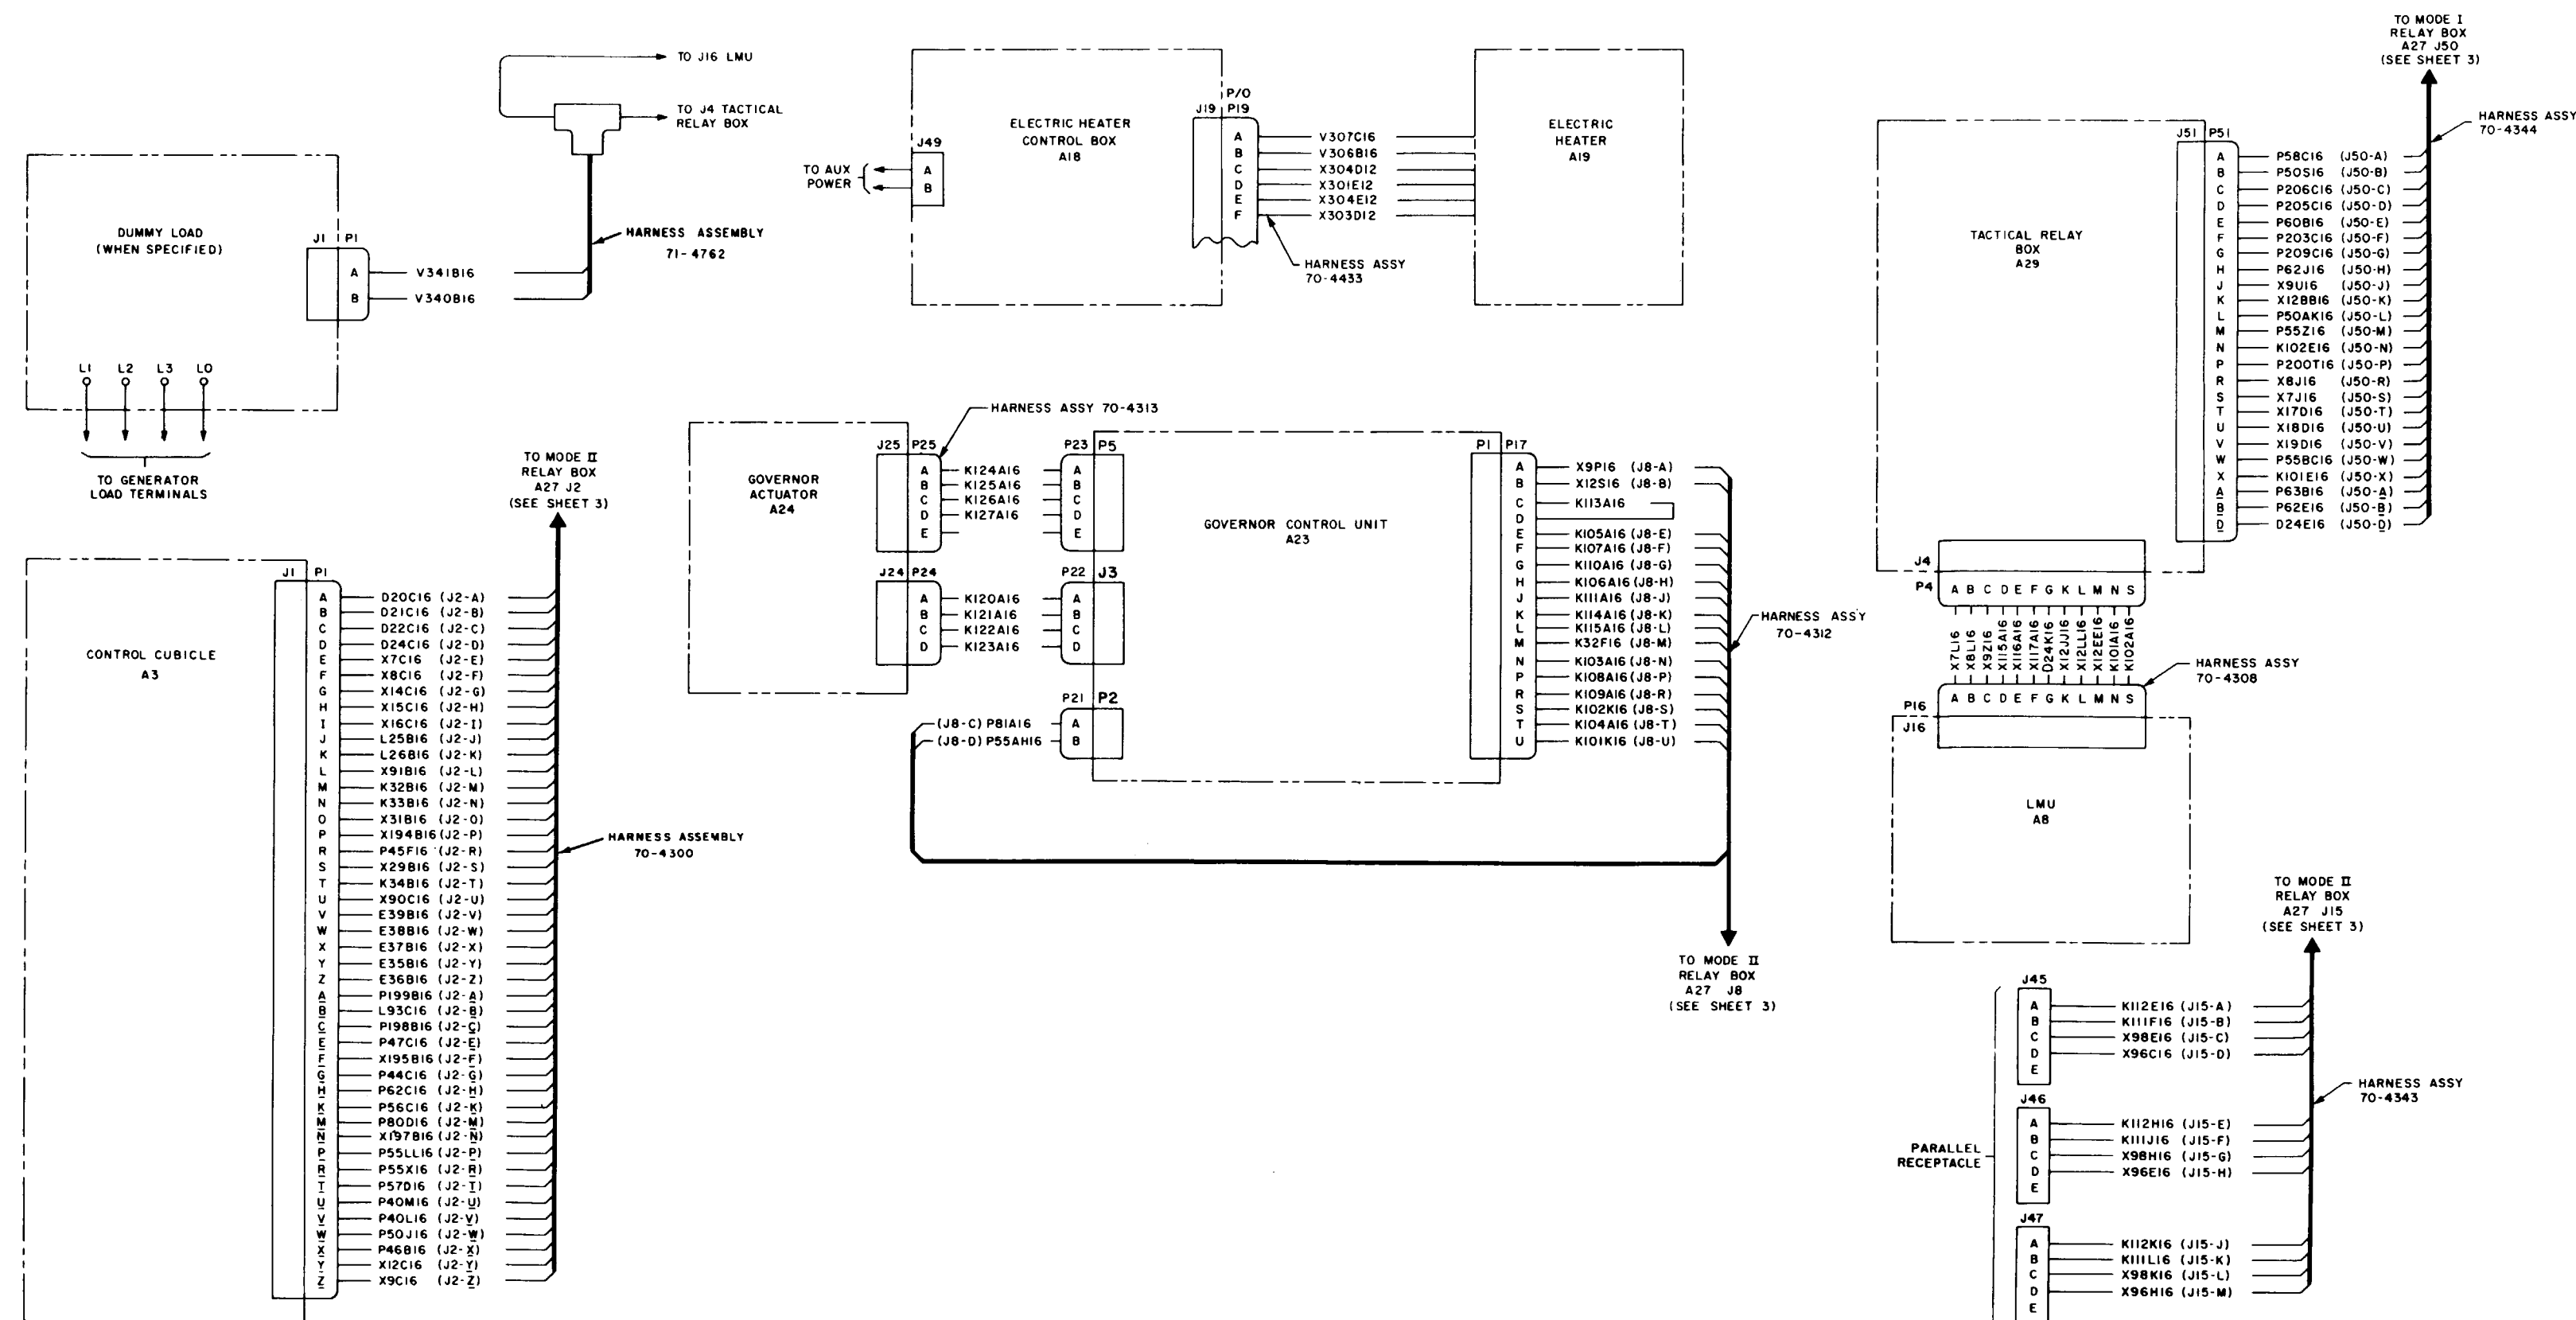 TO J16 LMU
TO J4 TACTICAL
RELAY BOX
DUMMY LOAD
(WHEN SPECIFIED)
J1 P1
A V341B16
B V340B16
HARNESS ASSEMBLY
71-4762
L1 L2 L3 LO
TO GENERATOR
LOAD TERMINALS
ELECTRIC HEATER
CONTROL BOX
A18
J49
A
B
TO AUX
POWER
P/O
J19 P19
A V307C16
B V306B16
C X304D12
D X301E12
E X304E12
F X303D12
HARNESS ASSY
70-4433
ELECTRIC
HEATER
A19
TO MODE I
RELAY BOX
A27 J50
(SEE SHEET 3)
HARNESS ASSY
70-4344
TACTICAL RELAY
BOX
A29
J51 P51
A P58C16 (J50-A)
B P50S16 (J50-B)
C P206C16 (J50-C)
D P205C16 (J50-D)
E P60B16 (J50-E)
F P203C16 (J50-F)
G P209C16 (J50-G)
H P62J16 (J50-H)
J X9U16 (J50-J)
K X12BB16 (J50-K)
L P50AK16 (J50-L)
M P55Z16 (J50-M)
N K102E16 (J50-N)
P P200T16 (J50-P)
R X8J16 (J50-R)
S X7J16 (J50-S)
T X17D16 (J50-T)
U X18D16 (J50-U)
V X19D16 (J50-V)
W P55BC16 (J50-W)
X K101E16 (J50-X)
A P63B16 (J50-A)
B P62E16 (J50-B)
D D24E16 (J50-D)
J4
P4 A B C D E F G K L M N S
X7L16 X8L16 X9Z16 X115A16 X116A16 X117A16 D24K16 X12JJ16 X12LL16 X12EE16 K101A16 K102A16
HARNESS ASSY
70-4308
P16 A B C D E F G K L M N S
J16
LMU
A8
HARNESS ASSY 70-4313
GOVERNOR
ACTUATOR
A24
J25 P25 P23 P5
A K124A16 A
B K125A16 B
C K126A16 C
D K127A16 D
E E
J24 P24 P22 J3
A K120A16 A
B K121A16 B
C K122A16 C
D K123A16 D
P21 P2
(J8-C) P81A16 A
(J8-D) P55AH16 B
GOVERNOR CONTROL UNIT
A23
P1 P17
A X9P16 (J8-A)
B X12S16 (J8-B)
C K113A16
D
E K105A16 (J8-E)
F K107A16 (J8-F)
G K110A16 (J8-G)
H K106A16 (J8-H)
J K111A16 (J8-J)
K K114A16 (J8-K)
L K115A16 (J8-L)
M K32F16 (J8-M)
N K103A16 (J8-N)
P K108A16 (J8-P)
R K109A16 (J8-R)
S K102K16 (J8-S)
T K104A16 (J8-T)
U K101K16 (J8-U)
HARNESS ASSY
70-4312
TO MODE II
RELAY BOX
A27 J8
(SEE SHEET 3)
TO MODE II
RELAY BOX
A27 J2
(SEE SHEET 3)
CONTROL CUBICLE
A3
J1 P1
A D20C16 (J2-A)
B D21C16 (J2-B)
C D22C16 (J2-C)
D D24C16 (J2-D)
E X7C16 (J2-E)
F X8C16 (J2-F)
G X14C16 (J2-G)
H X15C16 (J2-H)
I X16C16 (J2-I)
J L25B16 (J2-J)
K L26B16 (J2-K)
L X91B16 (J2-L)
M K32B16 (J2-M)
N K33B16 (J2-N)
O X31B16 (J2-O)
P X194B16 (J2-P)
R P45F16 (J2-R)
S X29B16 (J2-S)
T K34B16 (J2-T)
U X90C16 (J2-U)
V E39B16 (J2-V)
W E38B16 (J2-W)
X E37B16 (J2-X)
Y E35B16 (J2-Y)
Z E36B16 (J2-Z)
A P199B16 (J2-A)
B L93C16 (J2-B)
C P198B16 (J2-C)
E P47C16 (J2-E)
F X195B16 (J2-F)
G P44C16 (J2-G)
H P62C16 (J2-H)
K P56C16 (J2-K)
M P80D16 (J2-M)
N X197B16 (J2-N)
P P55LL16 (J2-P)
R P55X16 (J2-R)
T P57D16 (J2-T)
U P40M16 (J2-U)
V P40L16 (J2-V)
W P50J16 (J2-W)
X P46B16 (J2-X)
Y X12C16 (J2-Y)
Z X9C16 (J2-Z)
HARNESS ASSEMBLY
70-4300
TO MODE II
RELAY BOX
A27 J15
(SEE SHEET 3)
PARALLEL
RECEPTACLE
J45
A K112E16 (J15-A)
B K111F16 (J15-B)
C X98E16 (J15-C)
D X96C16 (J15-D)
E
J46
A K112H16 (J15-E)
B K111J16 (J15-F)
C X98H16 (J15-G)
D X96E16 (J15-H)
E
J47
A K112K16 (J15-J)
B K111L16 (J15-K)
C X98K16 (J15-L)
D X96H16 (J15-M)
E
HARNESS ASSY
70-4343